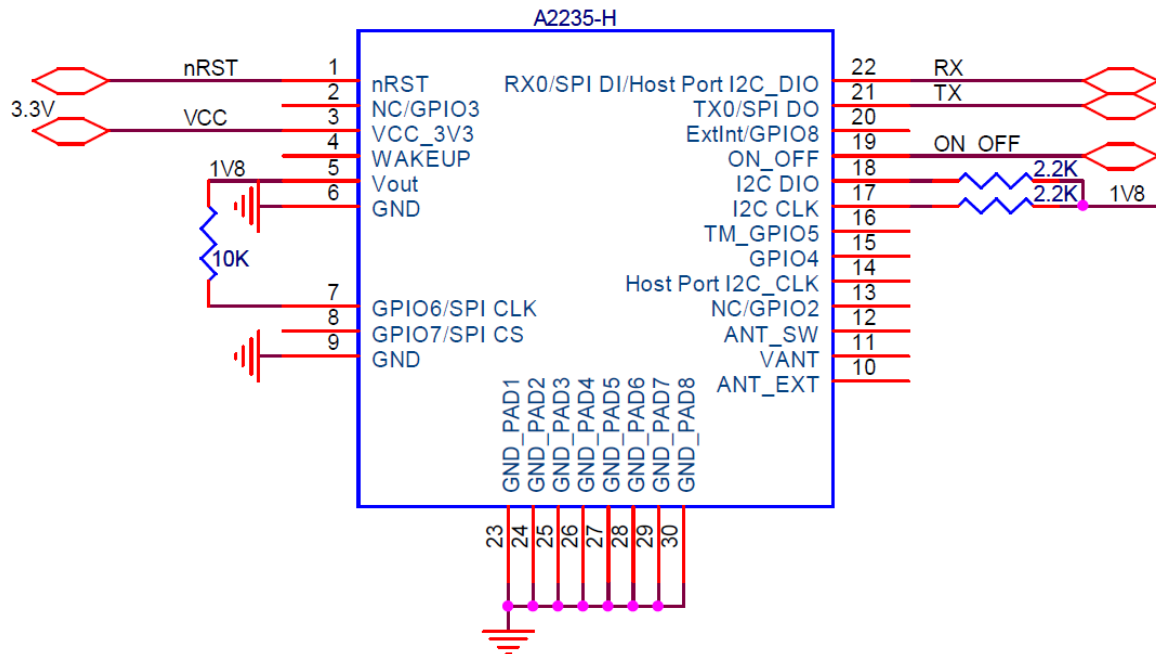 A2235-H
nRST
3.3V
VCC
1V8
10K
1
2
3
4
5
6
7
8
9
nRST
NC/GPIO3
VCC_3V3
WAKEUP
Vout
GND
GPIO6/SPI CLK
GPIO7/SPI CS
GND
RX0/SPI DI/Host Port I2C_DIO
TX0/SPI DO
ExtInt/GPIO8
ON_OFF
I2C DIO
I2C CLK
TM_GPIO5
GPIO4
Host Port I2C_CLK
NC/GPIO2
ANT_SW
VANT
ANT_EXT
22
21
20
19
18
17
16
15
14
13
12
11
10
RX
TX
ON OFF
2.2K
2.2K
1V8
GND_PAD1
GND_PAD2
GND_PAD3
GND_PAD4
GND_PAD5
GND_PAD6
GND_PAD7
GND_PAD8
23
24
25
26
27
28
29
30